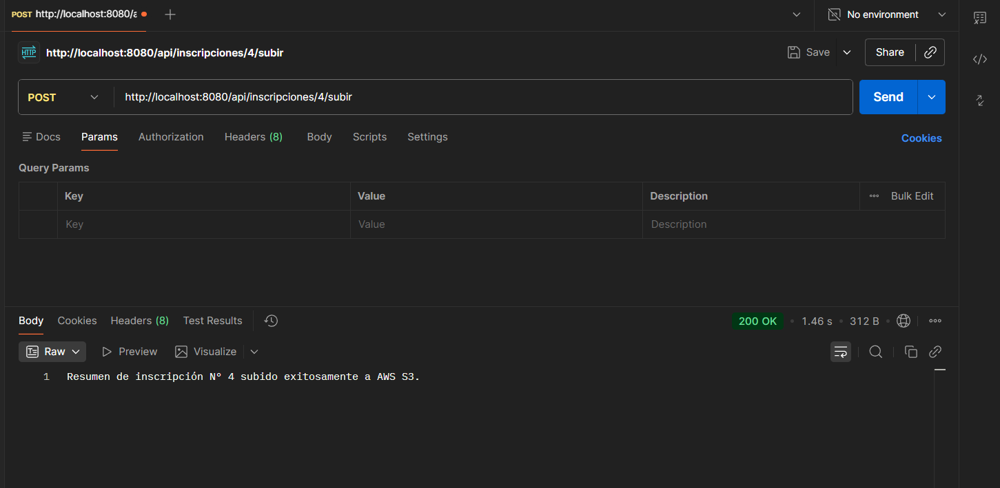 POST http://localhost:8080/a
No environment
HTTP http://localhost:8080/api/inscripciones/4/subir
Save
Share
POST http://localhost:8080/api/inscripciones/4/subir
Send
Docs Params Authorization Headers (8) Body Scripts Settings
Cookies
Query Params
Key Value Description Bulk Edit
Key Value Description
Body Cookies Headers (8) Test Results
200 OK • 1.46 s • 312 B
Raw Preview Visualize
1 Resumen de inscripción Nº 4 subido exitosamente a AWS S3.